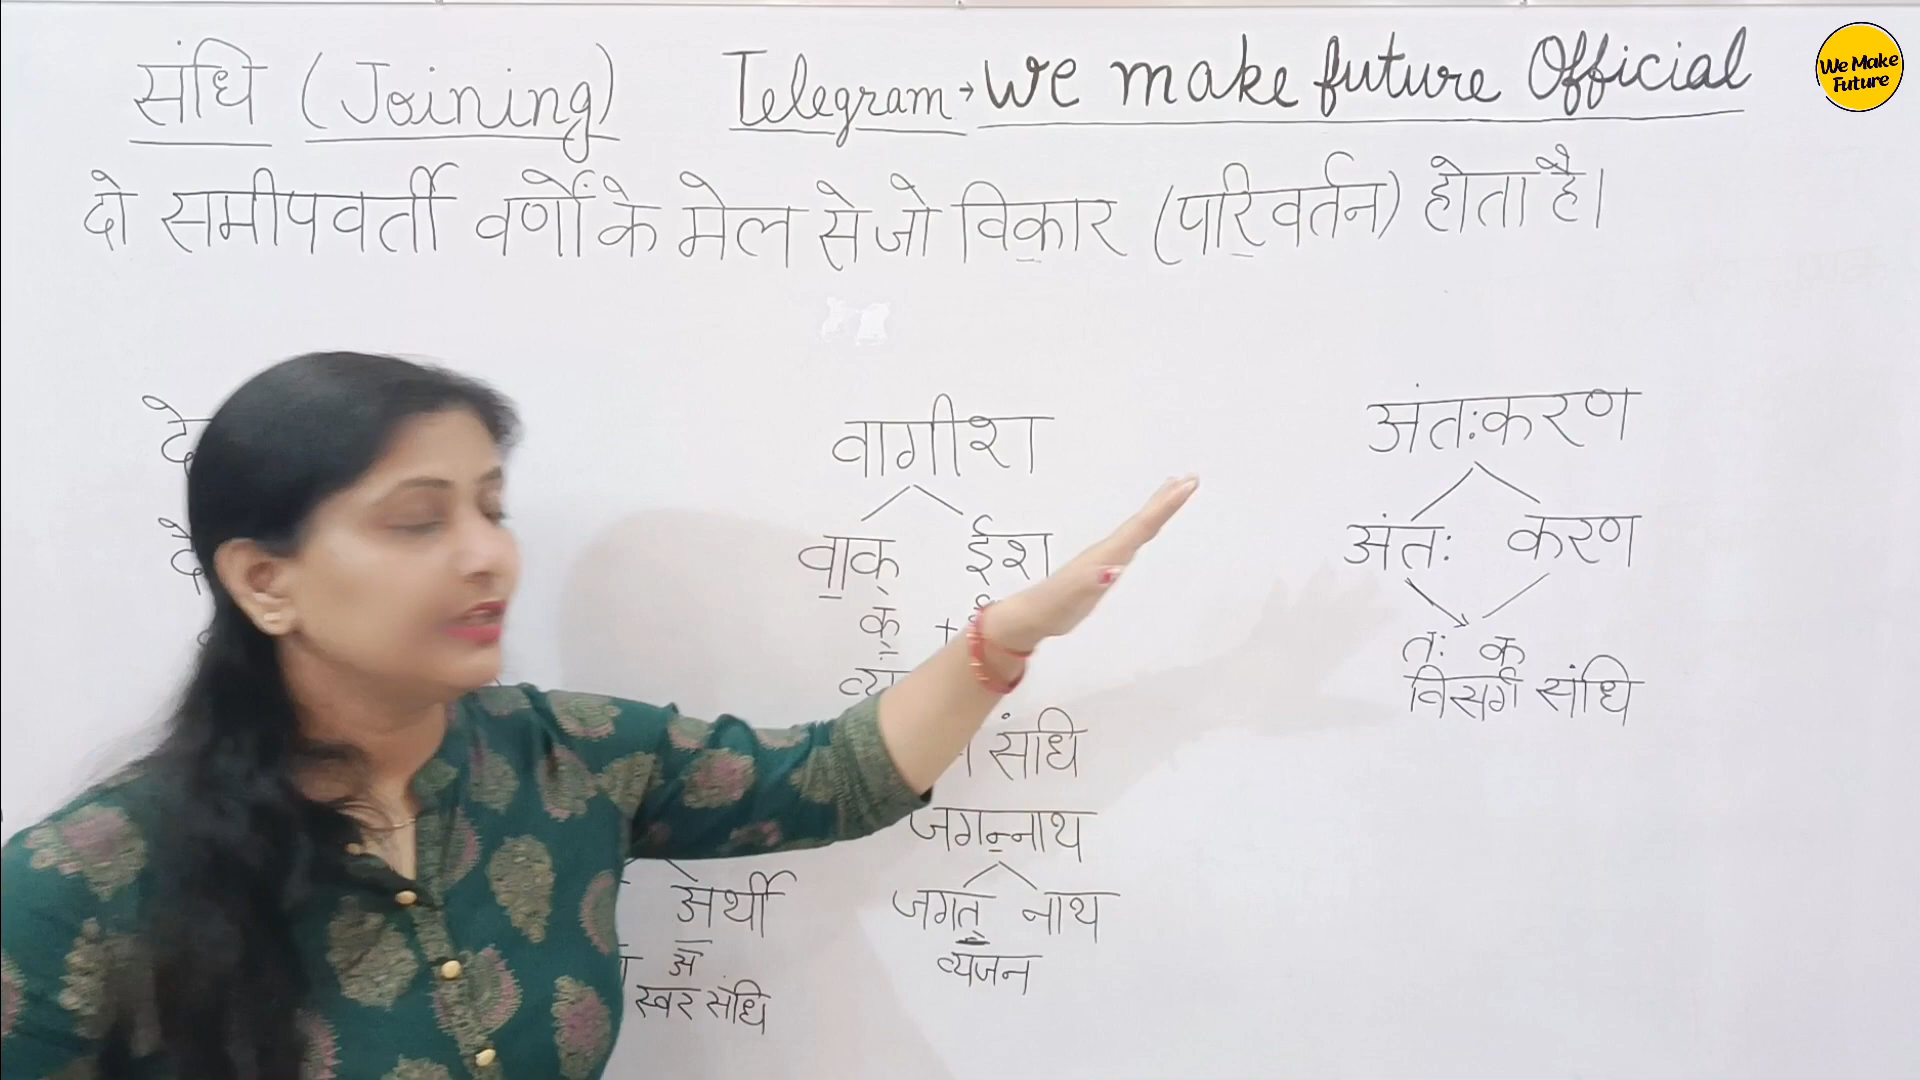 संधि (Joining) Telegram → We make future Official
We Make Future
दो समीपवर्ती वर्णों के मेल से जो विकार (परिवर्तन) होता है।
वागीश
वाक् ईश
क् +
संधि
जगन्नाथ
जगत् नाथ
व्यंजन
अर्थी
अ
स्वर संधि
अंतःकरण
अंतः करण
तः क
विसर्ग संधि